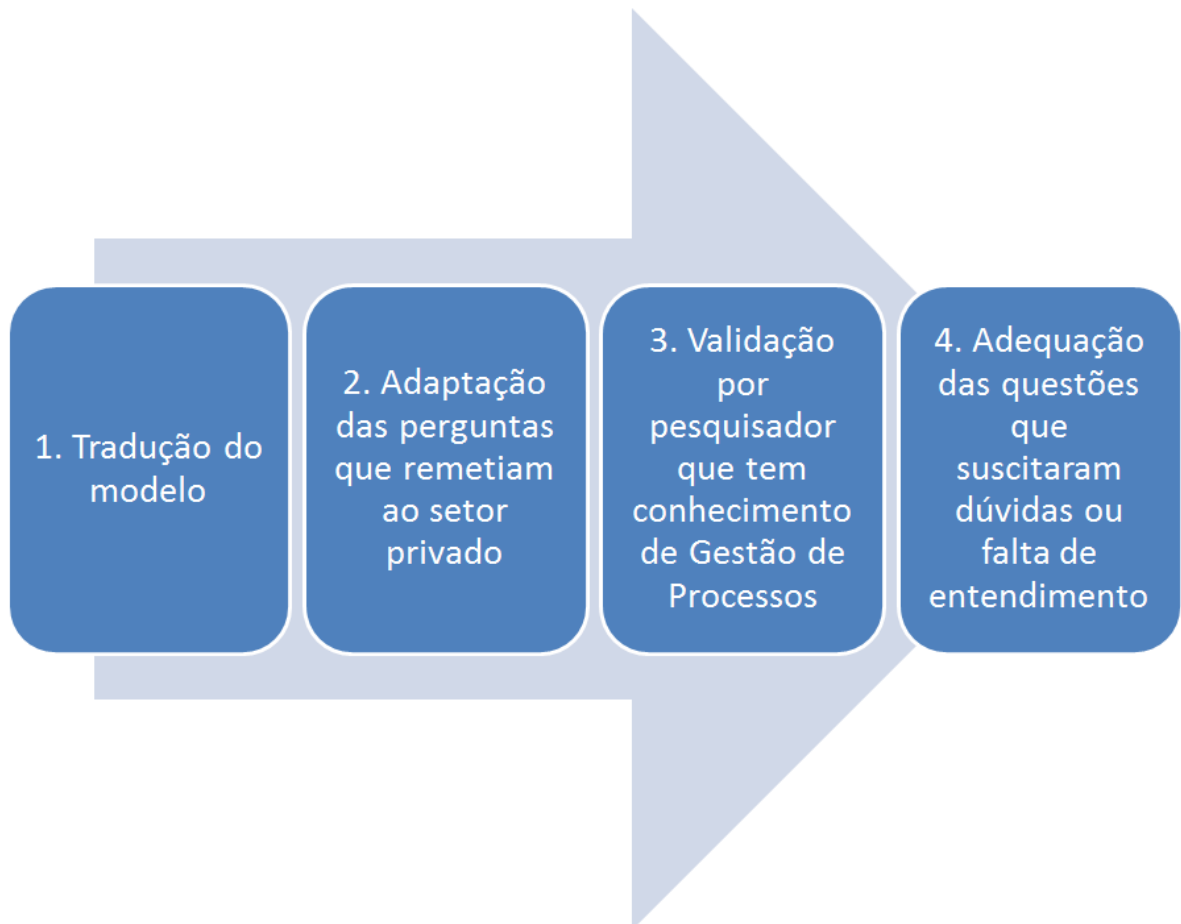 1. Tradução do
modelo
2. Adaptação
das perguntas
que remetiam
ao setor
privado
3. Validação
por
pesquisador
que tem
conhecimento
de Gestão de
Processos
4. Adequação
das questões
que
suscitaram
dúvidas ou
falta de
entendimento